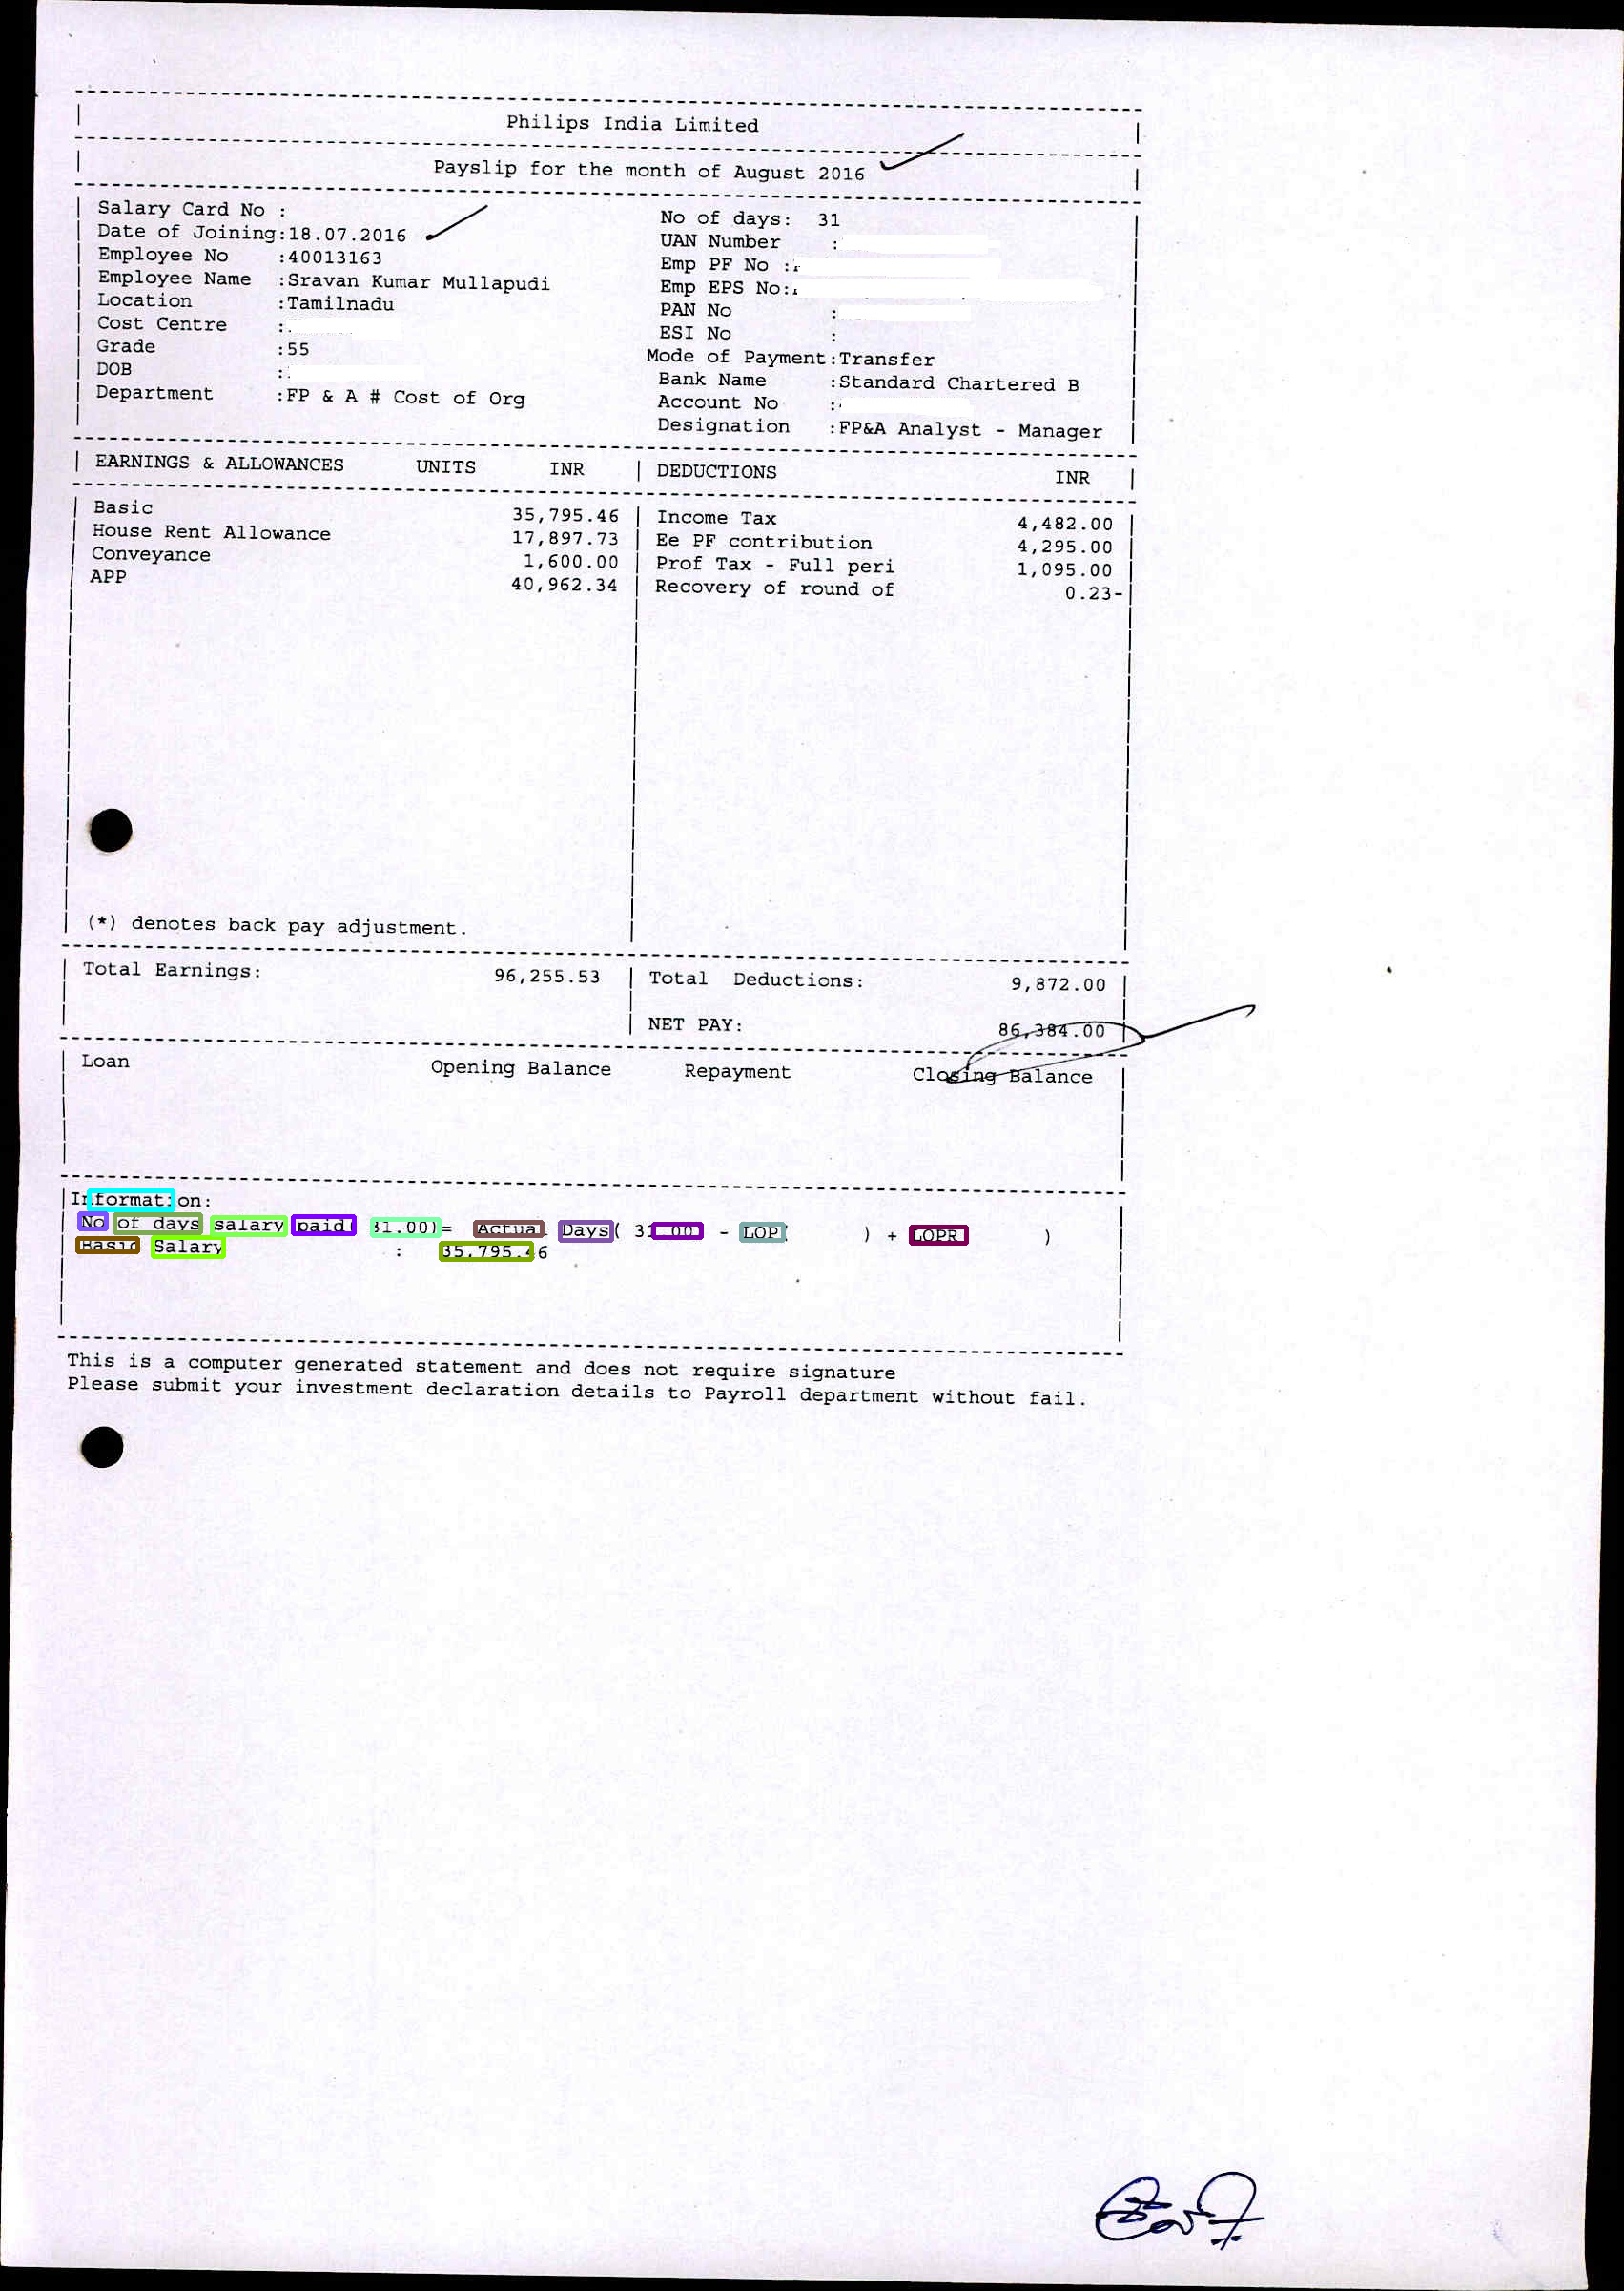 Philips India Limited
Payslip for the month of August 2016
Salary Card No :
No of days: 31
Date of Joining:18.07.2016
UAN Number :
Employee No :40013163
Emp PF No :
Employee Name :Sravan Kumar Mullapudi
Emp EPS No:
Location :Tamilnadu
PAN No :
Cost Centre :
ESI No :
Grade :55
Mode of Payment:Transfer
DOB :
Bank Name :Standard Chartered B
Department :FP & A # Cost of Org
Account No :
Designation :FP&A Analyst - Manager
EARNINGS & ALLOWANCES UNITS INR | DEDUCTIONS INR
Basic 35,795.46 | Income Tax 4,482.00
House Rent Allowance 17,897.73 | Ee PF contribution 4,295.00
Conveyance 1,600.00 | Prof Tax - Full peri 1,095.00
APP 40,962.34 | Recovery of round of 0.23-
(*) denotes back pay adjustment.
Total Earnings: 96,255.53 | Total Deductions: 9,872.00
NET PAY: 86,384.00
Loan Opening Balance Repayment Closing Balance
Information:
No of days salary paid( 31.00)= Actual Days( 31.00 - LOP( ) + LOPR )
Basic Salary : 35,795.46
This is a computer generated statement and does not require signature
Please submit your investment declaration details to Payroll department without fail.